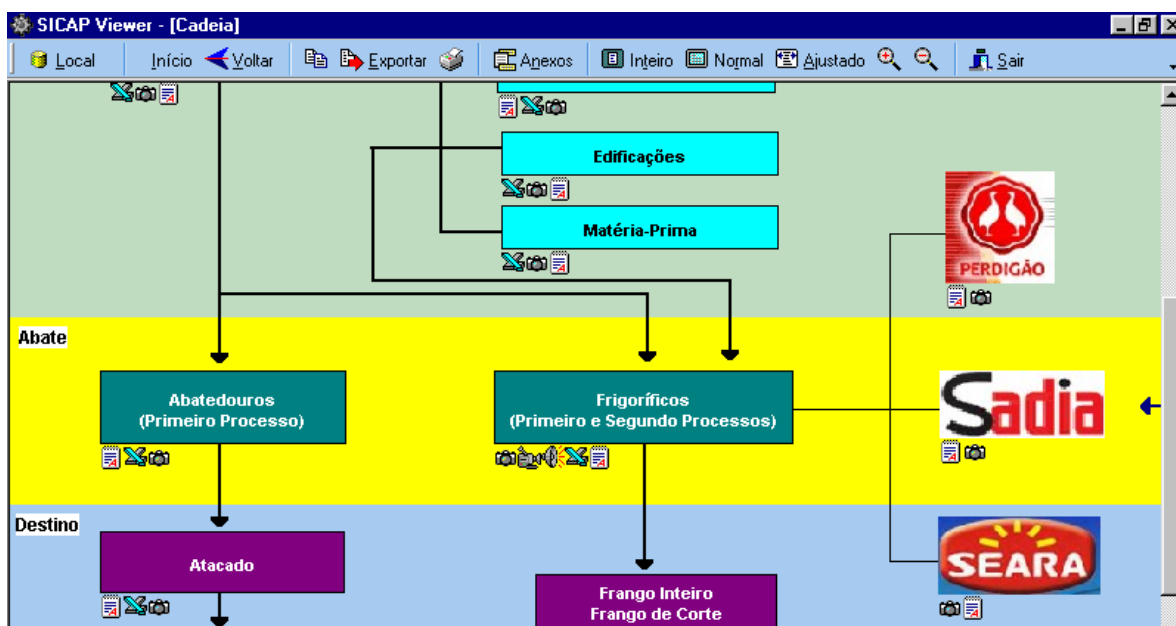 SICAP Viewer - [Cadeia]
Local Início Voltar Exportar Anexos Inteiro Normal Ajustado Sair
Edificações
Matéria-Prima
PERDIGÃO
Abate
Abatedouros
(Primeiro Processo)
Frigoríficos
(Primeiro e Segundo Processos)
Sadia
Destino
Atacado
SEARA
Frango Inteiro
Frango de Corte